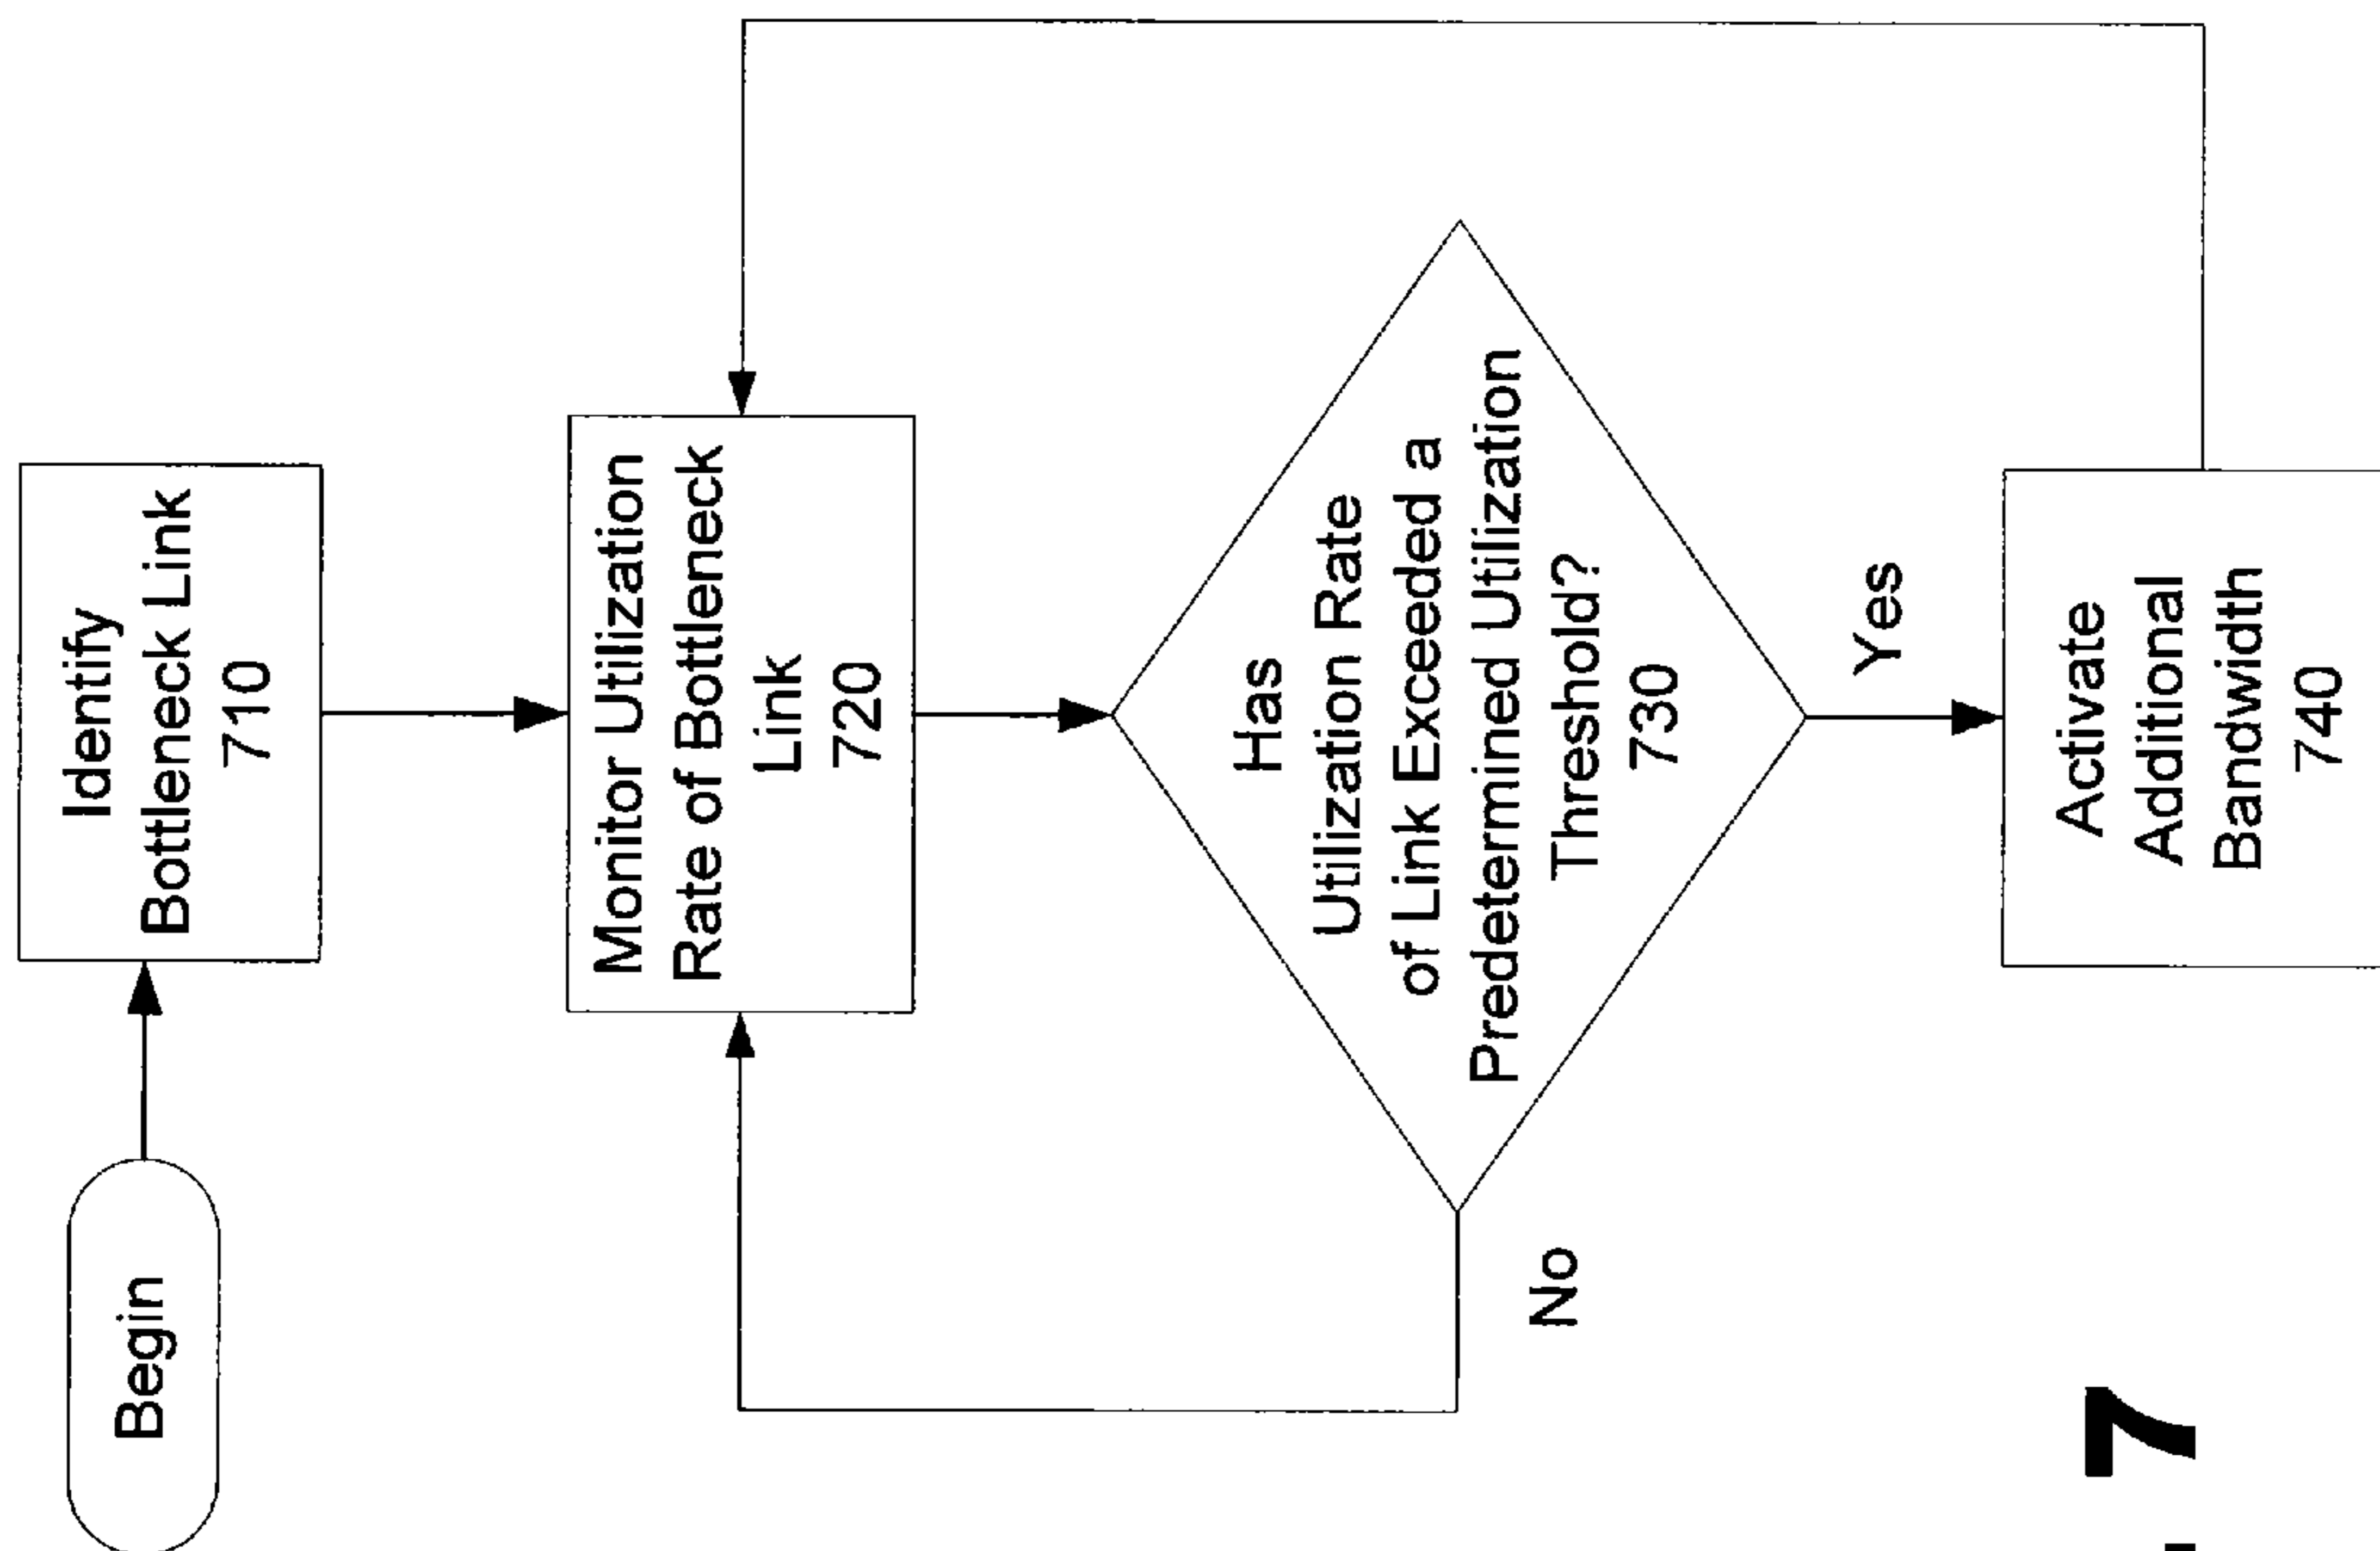 Begin
Identify
Bottleneck Link
710
Monitor Utilization
Rate of Bottleneck
Link
720
Has
Utilization Rate
of Link Exceeded a
Predetermined Utilization
Threshold?
730
No
Yes
Activate
Additional
Bandwidth
740
7